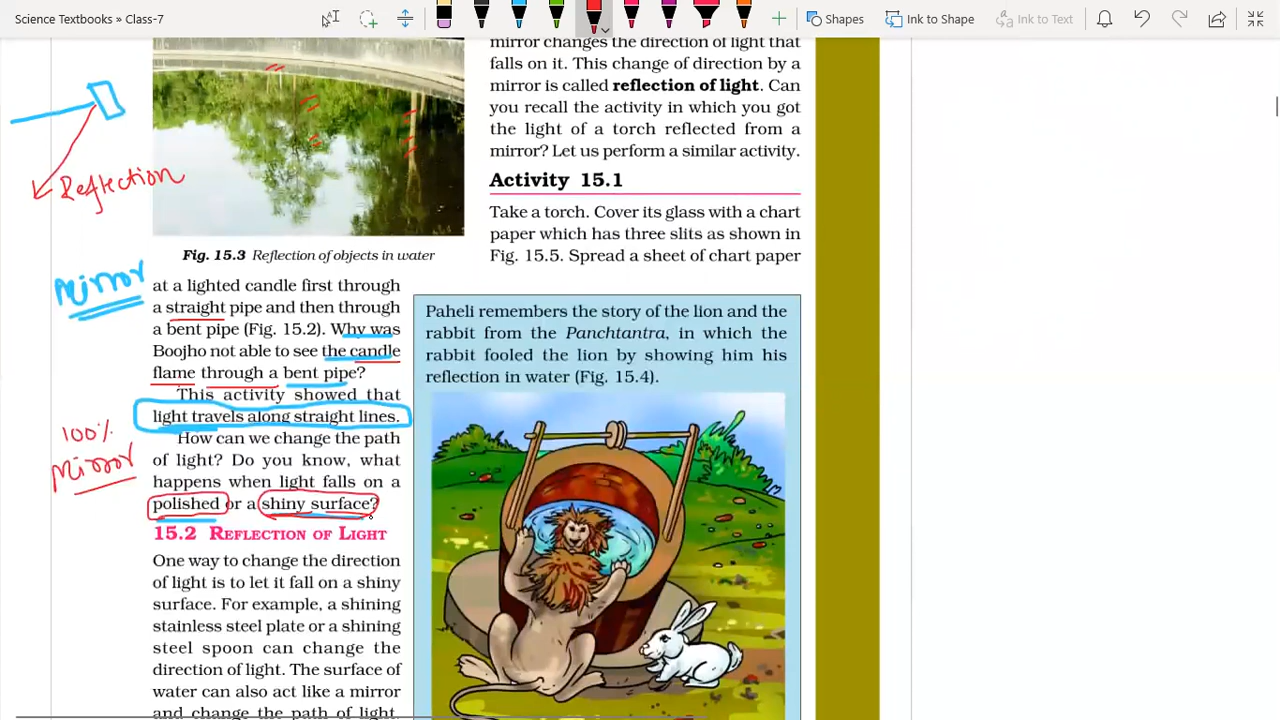 Science Textbooks » Class-7
Shapes
Ink to Shape
Ink to Text
Reflection
Mirror
100%
Mirror
Fig. 15.3 Reflection of objects in water
at a lighted candle first through
a straight pipe and then through
a bent pipe (Fig. 15.2). Why was
Boojho not able to see the candle
flame through a bent pipe?
This activity showed that
light travels along straight lines.
How can we change the path
of light? Do you know, what
happens when light falls on a
polished or a shiny surface?
15.2 REFLECTION OF LIGHT
One way to change the direction
of light is to let it fall on a shiny
surface. For example, a shining
stainless steel plate or a shining
steel spoon can change the
direction of light. The surface of
water can also act like a mirror
and change the path of light.
mirror changes the direction of light that
falls on it. This change of direction by a
mirror is called reflection of light. Can
you recall the activity in which you got
the light of a torch reflected from a
mirror? Let us perform a similar activity.
Activity 15.1
Take a torch. Cover its glass with a chart
paper which has three slits as shown in
Fig. 15.5. Spread a sheet of chart paper
Paheli remembers the story of the lion and the
rabbit from the Panchtantra, in which the
rabbit fooled the lion by showing him his
reflection in water (Fig. 15.4).